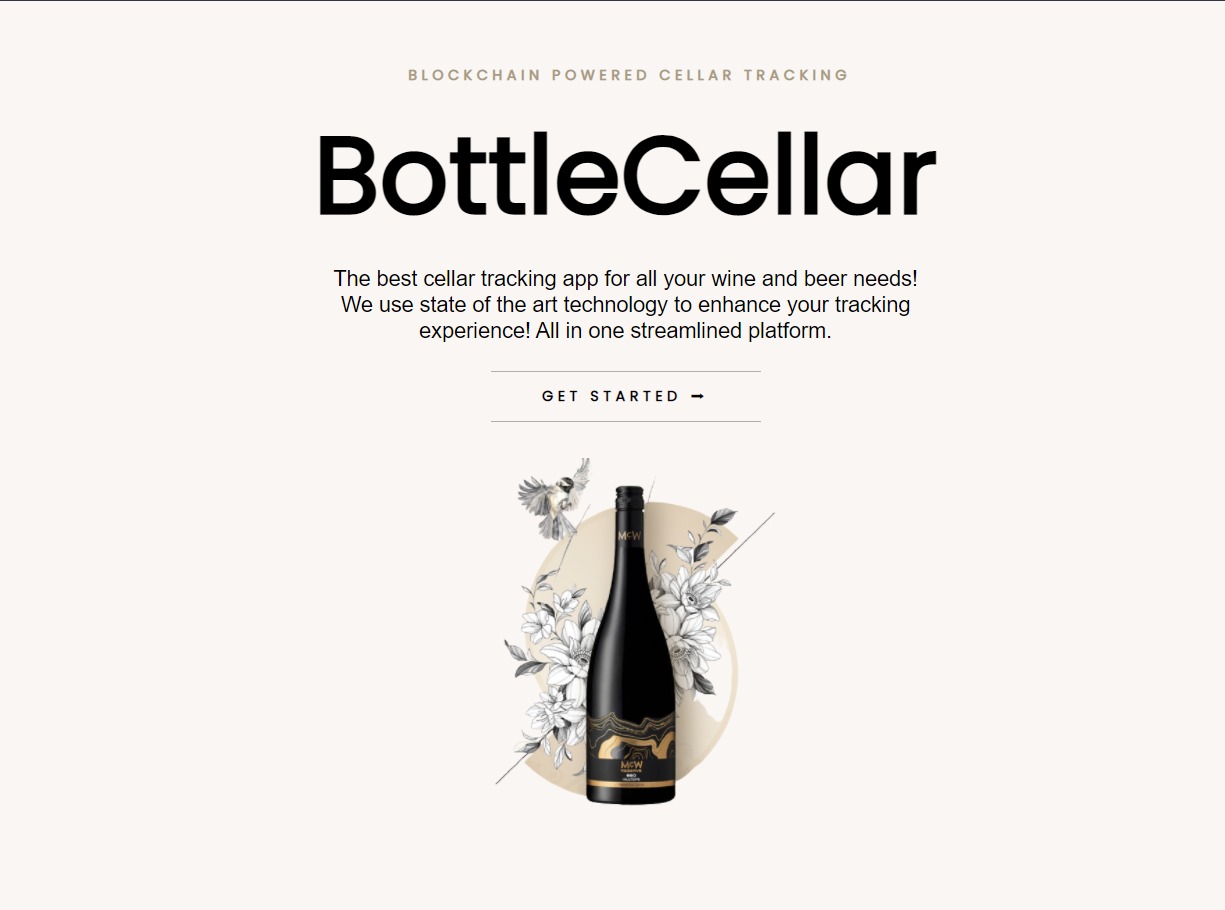 BLOCKCHAIN POWERED CELLAR TRACKING
BottleCellar
The best cellar tracking app for all your wine and beer needs!
We use state of the art technology to enhance your tracking
experience! All in one streamlined platform.
GET STARTED ➞
McW
McW
RESERVE
660